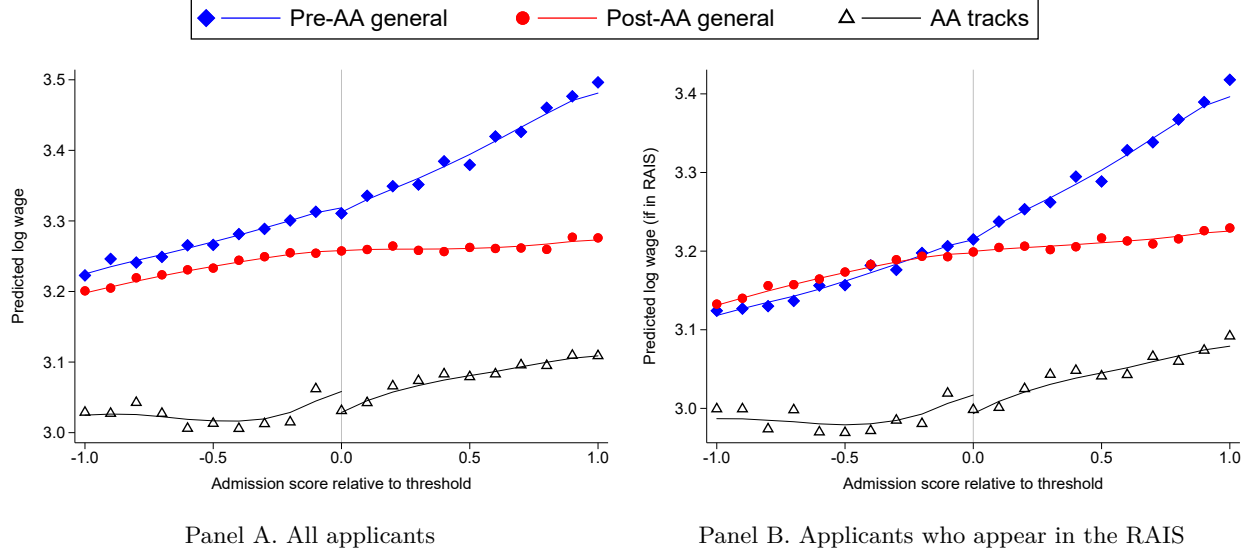 Pre-AA general Post-AA general AA tracks
Predicted log wage
3.5
3.4
3.3
3.2
3.1
3.0
-1.0 -0.5 0.0 0.5 1.0
Admission score relative to threshold
Panel A. All applicants
Predicted log wage (if in RAIS)
3.4
3.3
3.2
3.1
3.0
-1.0 -0.5 0.0 0.5 1.0
Admission score relative to threshold
Panel B. Applicants who appear in the RAIS